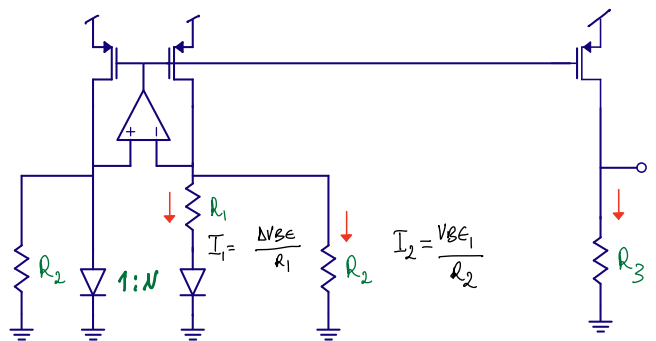 + −
R₁
I₁ = ΔVBE / R₁
I₂ = VBE₁ / R₂
R₂
1:N
R₂
R₃